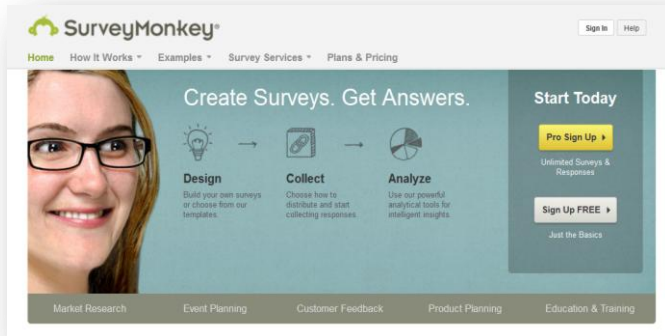 SurveyMonkey®
Sign In Help
Home How It Works Examples Survey Services Plans & Pricing
Create Surveys. Get Answers.
Design
Build your own surveys
or choose from our
templates.
Collect
Choose how to
distribute and start
collecting responses.
Analyze
Use our powerful
analytical tools for
intelligent insights.
Start Today
Pro Sign Up
Unlimited Surveys &
Responses
Sign Up FREE
Just the Basics
Market Research Event Planning Customer Feedback Product Planning Education & Training